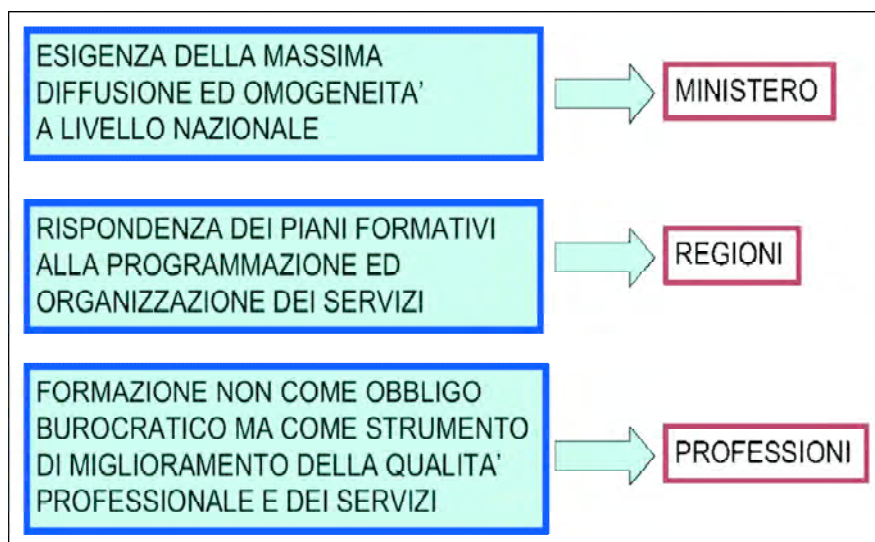 ESIGENZA DELLA MASSIMA
DIFFUSIONE ED OMOGENEITA'
A LIVELLO NAZIONALE
MINISTERO
RISPONDENZA DEI PIANI FORMATIVI
ALLA PROGRAMMAZIONE ED
ORGANIZZAZIONE DEI SERVIZI
REGIONI
FORMAZIONE NON COME OBBLIGO
BUROCRATICO MA COME STRUMENTO
DI MIGLIORAMENTO DELLA QUALITA'
PROFESSIONALE E DEI SERVIZI
PROFESSIONI